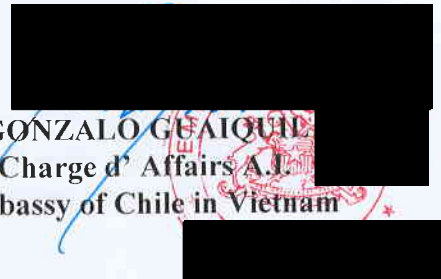 GONZALO GUAIQUIL
Charge d' Affairs A.I.
bassy of Chile in Vietnam